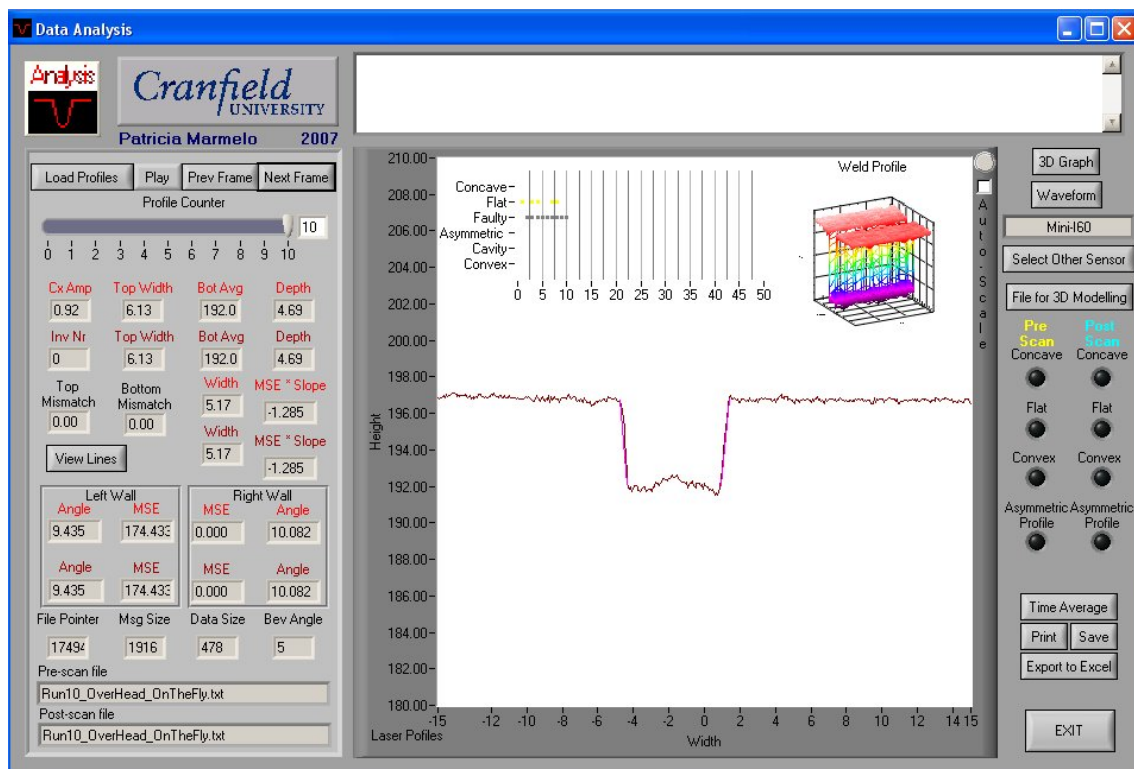 Data Analysis
Analysis
Cranfield
UNIVERSITY
Patricia Marmelo 2007
Load Profiles Play Prev Frame Next Frame
Profile Counter
10
0 1 2 3 4 5 6 7 8 9 10
Cx Amp Top Width Bot Avg Depth
0.92 6.13 192.0 4.69
Inv Nr Top Width Bot Avg Depth
0 6.13 192.0 4.69
Top Mismatch Bottom Mismatch Width MSE * Slope
0.00 0.00 5.17 -1.285
Width MSE * Slope
View Lines 5.17 -1.285
Left Wall Right Wall
Angle MSE MSE Angle
9.435 174.433 0.000 10.082
Angle MSE MSE Angle
9.435 174.433 0.000 10.082
File Pointer Msg Size Data Size Bev Angle
17494 1916 478 5
Pre-scan file
Run10_OverHead_OnTheFly.txt
Post-scan file
Run10_OverHead_OnTheFly.txt
210.00
208.00
206.00
204.00
202.00
200.00
198.00
196.00
194.00
192.00
190.00
188.00
186.00
184.00
182.00
180.00
Height
Concave
Flat
Faulty
Asymmetric
Cavity
Convex
0 5 10 15 20 25 30 35 40 45 50
Weld Profile
-15 -12 -10 -8 -6 -4 -2 0 2 4 6 8 10 12 14 15
Laser Pofiles
Width
Auto-Scale
3D Graph
Waveform
Mini-I60
Select Other Sensor
File for 3D Modelling
Pre Scan Post Scan
Concave Concave
Flat Flat
Convex Convex
Asymmetric Profile Asymmetric Profile
Time Average
Print Save
Export to Excel
EXIT